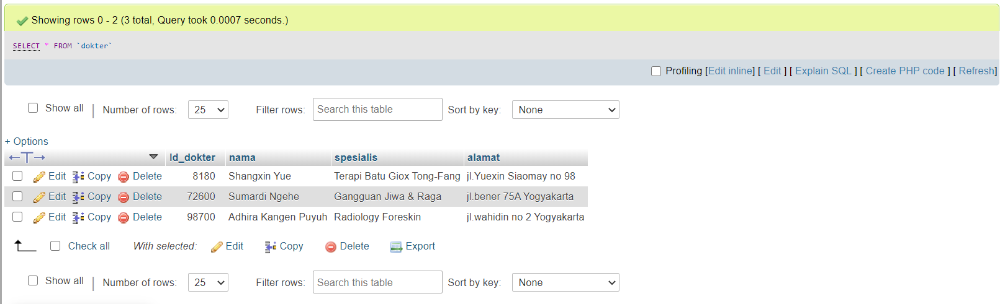 Showing rows 0 - 2 (3 total, Query took 0.0007 seconds.)
SELECT * FROM `dokter`
Profiling [Edit inline] [ Edit ] [ Explain SQL ] [ Create PHP code ] [ Refresh]
Show all | Number of rows: 25 Filter rows: Search this table Sort by key: None
+ Options
←T→ Id_dokter nama spesialis alamat
Edit Copy Delete 8180 Shangxin Yue Terapi Batu Giox Tong-Fang jl.Yuexin Siaomay no 98
Edit Copy Delete 72600 Sumardi Ngehe Gangguan Jiwa & Raga jl.bener 75A Yogyakarta
Edit Copy Delete 98700 Adhira Kangen Puyuh Radiology Foreskin jl.wahidin no 2 Yogyakarta
Check all With selected: Edit Copy Delete Export
Show all | Number of rows: 25 Filter rows: Search this table Sort by key: None